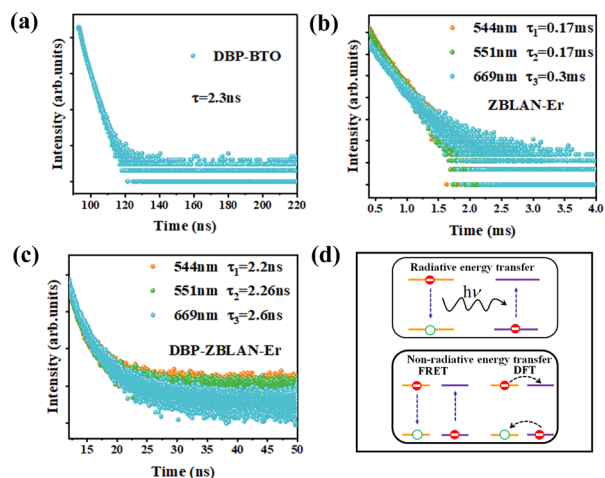 (a)
DBP-BTO
τ=2.3ns
Intensity (arb.units)
100 120 140 160 180 200 220
Time (ns)
(b)
544nm τ1=0.17ms
551nm τ2=0.17ms
669nm τ3=0.3ms
ZBLAN-Er
Intensity (arb.units)
0.5 1.0 1.5 2.0 2.5 3.0 3.5 4.0
Time (ms)
(c)
544nm τ1=2.2ns
551nm τ2=2.26ns
669nm τ3=2.6ns
DBP-ZBLAN-Er
Intensity (arb.units)
15 20 25 30 35 40 45 50
Time (ns)
(d)
Radiative energy transfer
hν
Non-radiative energy transfer
FRET DFT